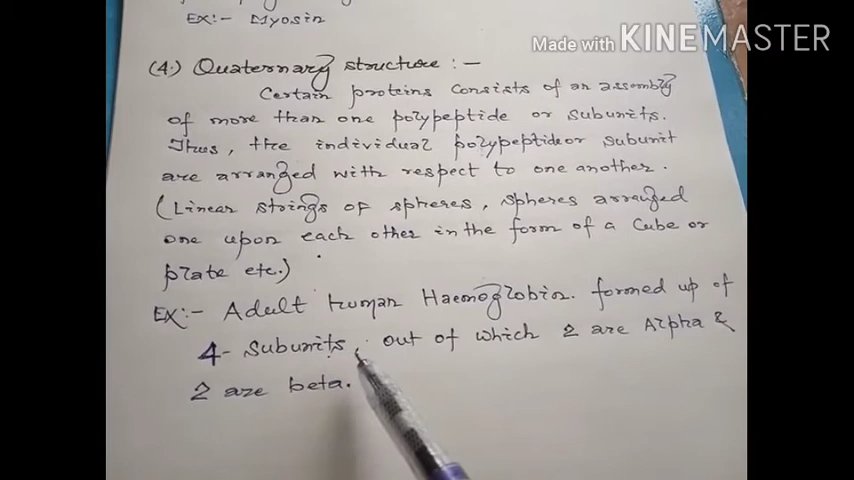 EX:- Myosin
Made with KINEMASTER
(4.) Quaternary structure :-
Certain proteins consists of an assembly
of more than one polypeptide or subunits.
Thus, the individual polypeptide or subunit
are arranged with respect to one another.
(Linear strings of spheres, spheres arranged
one upon each other in the form of a cube or
plate etc.)
EX:- Adult human Haemoglobin. formed up of
4- subunits, out of which 2 are Alpha &
2 are beta.